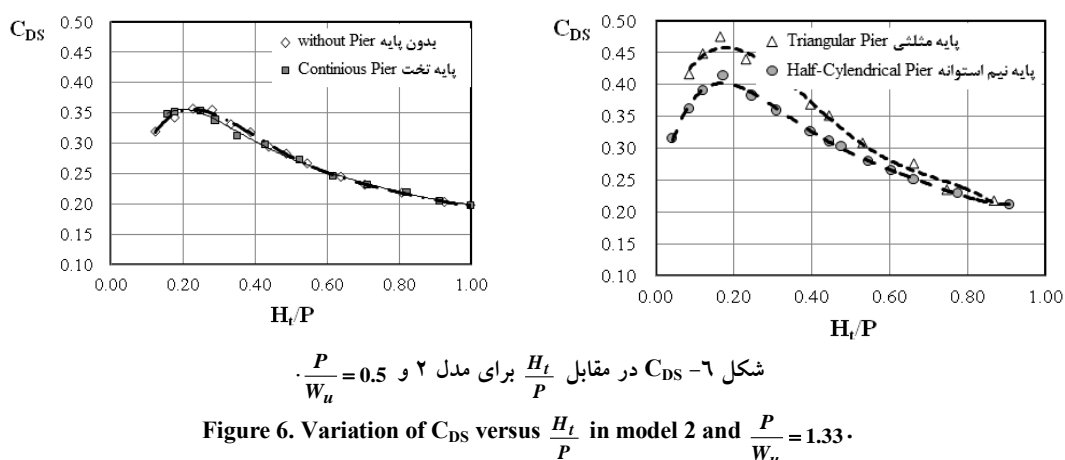 C_DS
0.50
0.45
0.40
0.35
0.30
0.25
0.20
0.15
0.10
0.00 0.20 0.40 0.60 0.80 1.00
H_t/P
without Pier بدون پایه
Continious Pier پایه تخت
C_DS
0.50
0.45
0.40
0.35
0.30
0.25
0.20
0.15
0.10
0.00 0.20 0.40 0.60 0.80 1.00
H_t/P
Triangular Pier پایه مثلثی
Half-Cylendrical Pier پایه نیم استوانه
شکل ٦- C_DS در مقابل H_t/P برای مدل ۲ و P/W_u = 0.5.
Figure 6. Variation of C_DS versus H_t/P in model 2 and P/W_u = 1.33.